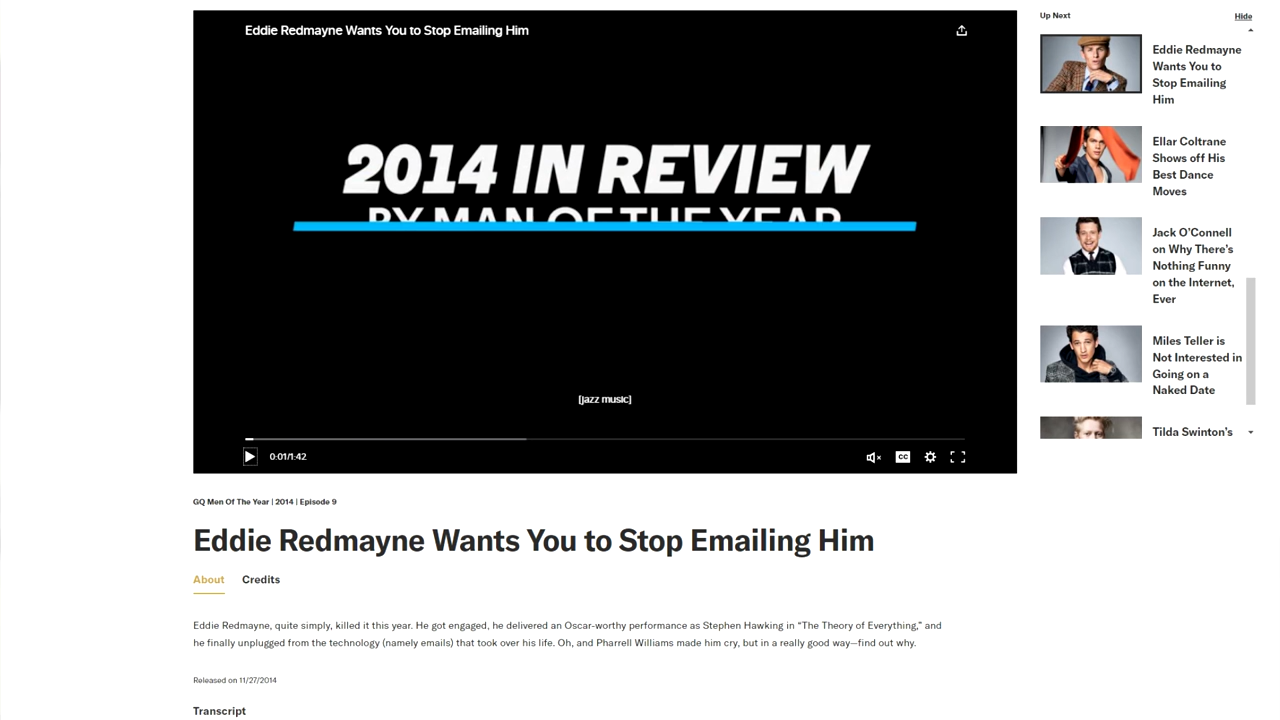 Eddie Redmayne Wants You to Stop Emailing Him
2014 IN REVIEW
BY MAN OF THE YEAR
[jazz music]
0:01/1:42
CC
Up Next
Hide
Eddie Redmayne
Wants You to
Stop Emailing
Him
Ellar Coltrane
Shows off His
Best Dance
Moves
Jack O'Connell
on Why There's
Nothing Funny
on the Internet,
Ever
Miles Teller is
Not Interested in
Going on a
Naked Date
Tilda Swinton's
GQ Men Of The Year | 2014 | Episode 9
Eddie Redmayne Wants You to Stop Emailing Him
About Credits
Eddie Redmayne, quite simply, killed it this year. He got engaged, he delivered an Oscar-worthy performance as Stephen Hawking in “The Theory of Everything,” and
he finally unplugged from the technology (namely emails) that took over his life. Oh, and Pharrell Williams made him cry, but in a really good way—find out why.
Released on 11/27/2014
Transcript